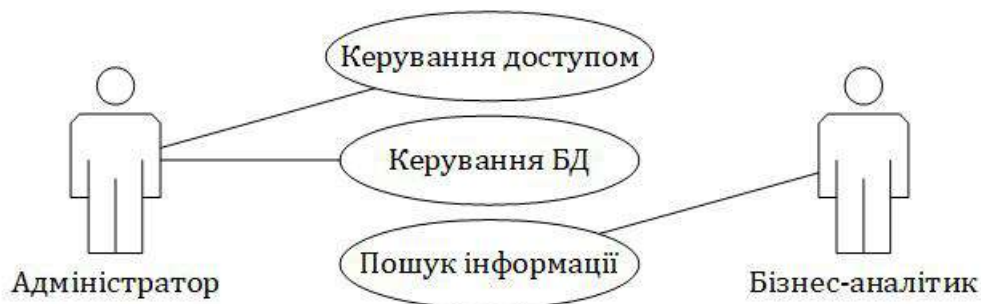 Керування доступом
Керування БД
Пошук інформації
Адміністратор
Бізнес-аналітик